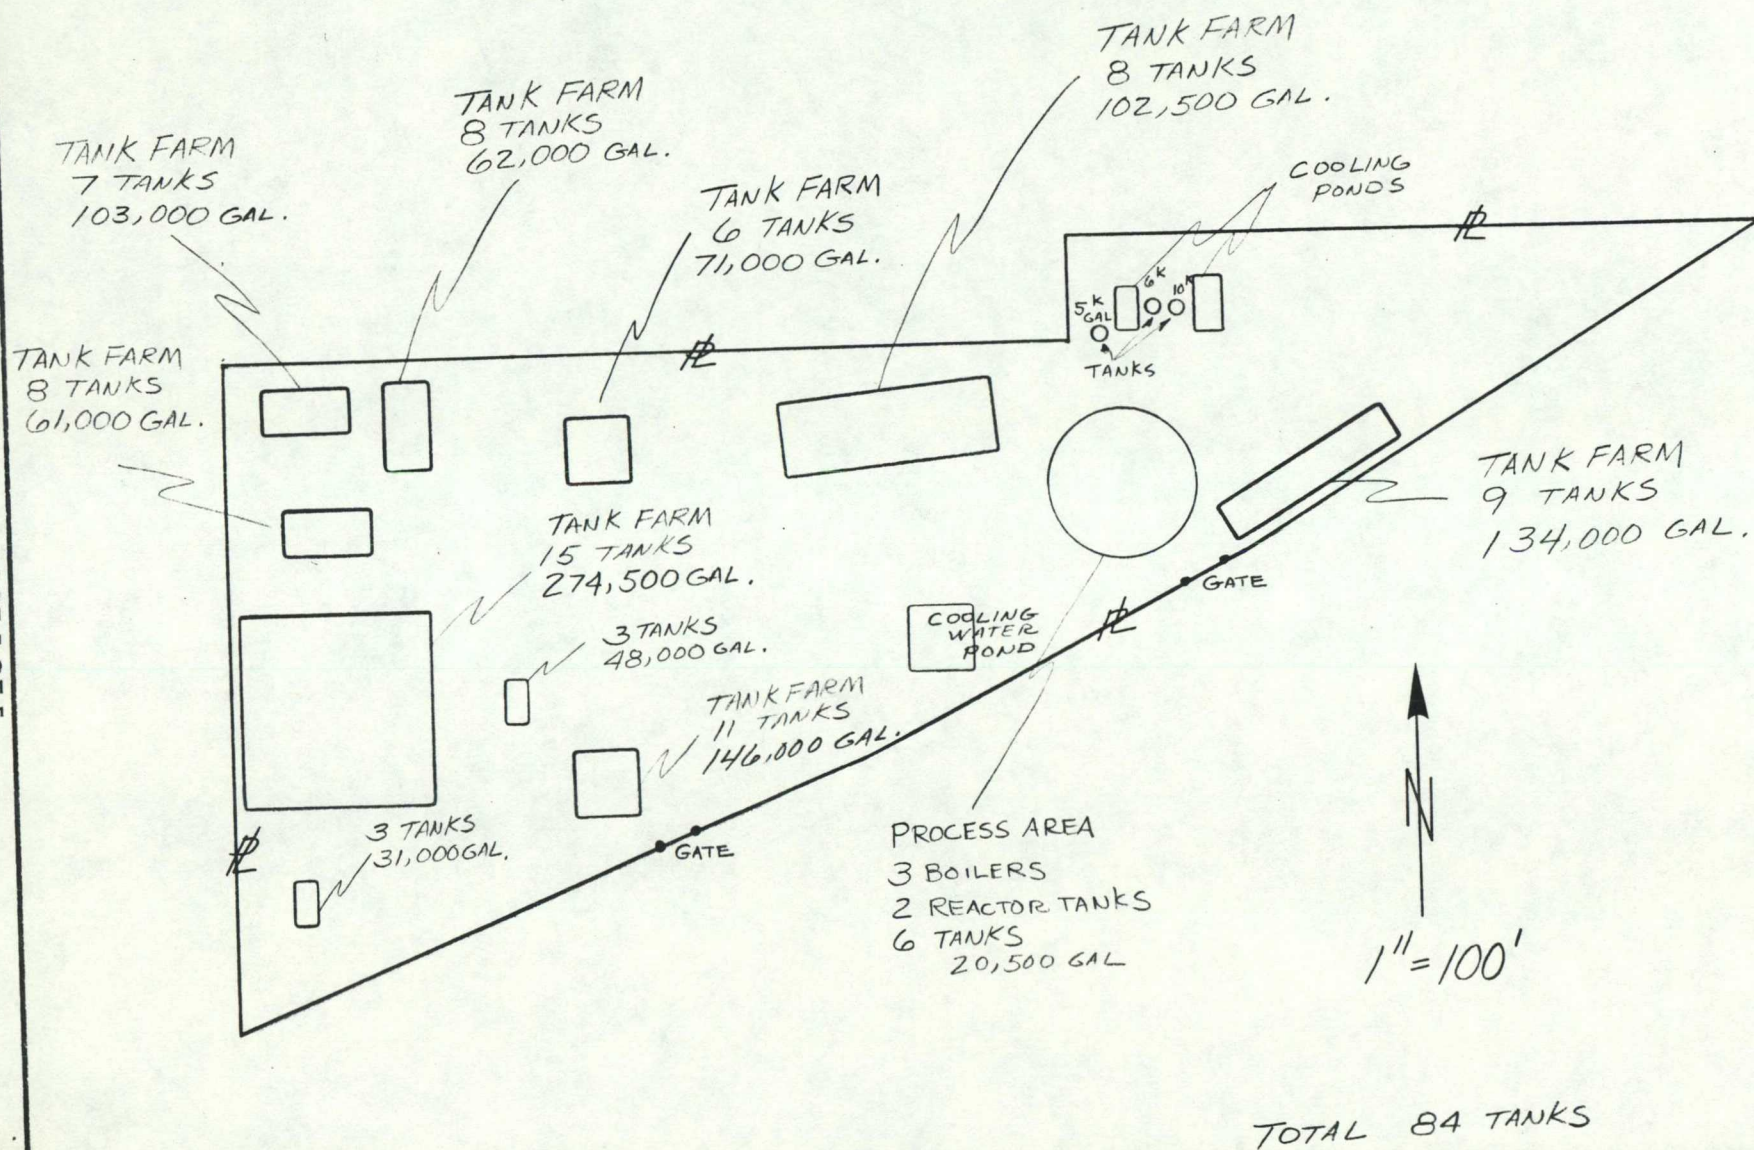 TANK FARM
8 TANKS
102,500 GAL.
TANK FARM
8 TANKS
62,000 GAL.
TANK FARM
7 TANKS
103,000 GAL.
TANK FARM
6 TANKS
71,000 GAL.
COOLING
PONDS
PL
5K
GAL
6K
10K
TANKS
PL
TANK FARM
8 TANKS
61,000 GAL.
TANK FARM
9 TANKS
134,000 GAL.
TANK FARM
15 TANKS
274,500 GAL.
GATE
3 TANKS
48,000 GAL.
COOLING
WATER
POND
PL
TANK FARM
11 TANKS
146,000 GAL.
3 TANKS
31,000 GAL.
PL
GATE
PROCESS AREA
3 BOILERS
2 REACTOR TANKS
6 TANKS
20,500 GAL
N
1"=100'
TOTAL 84 TANKS